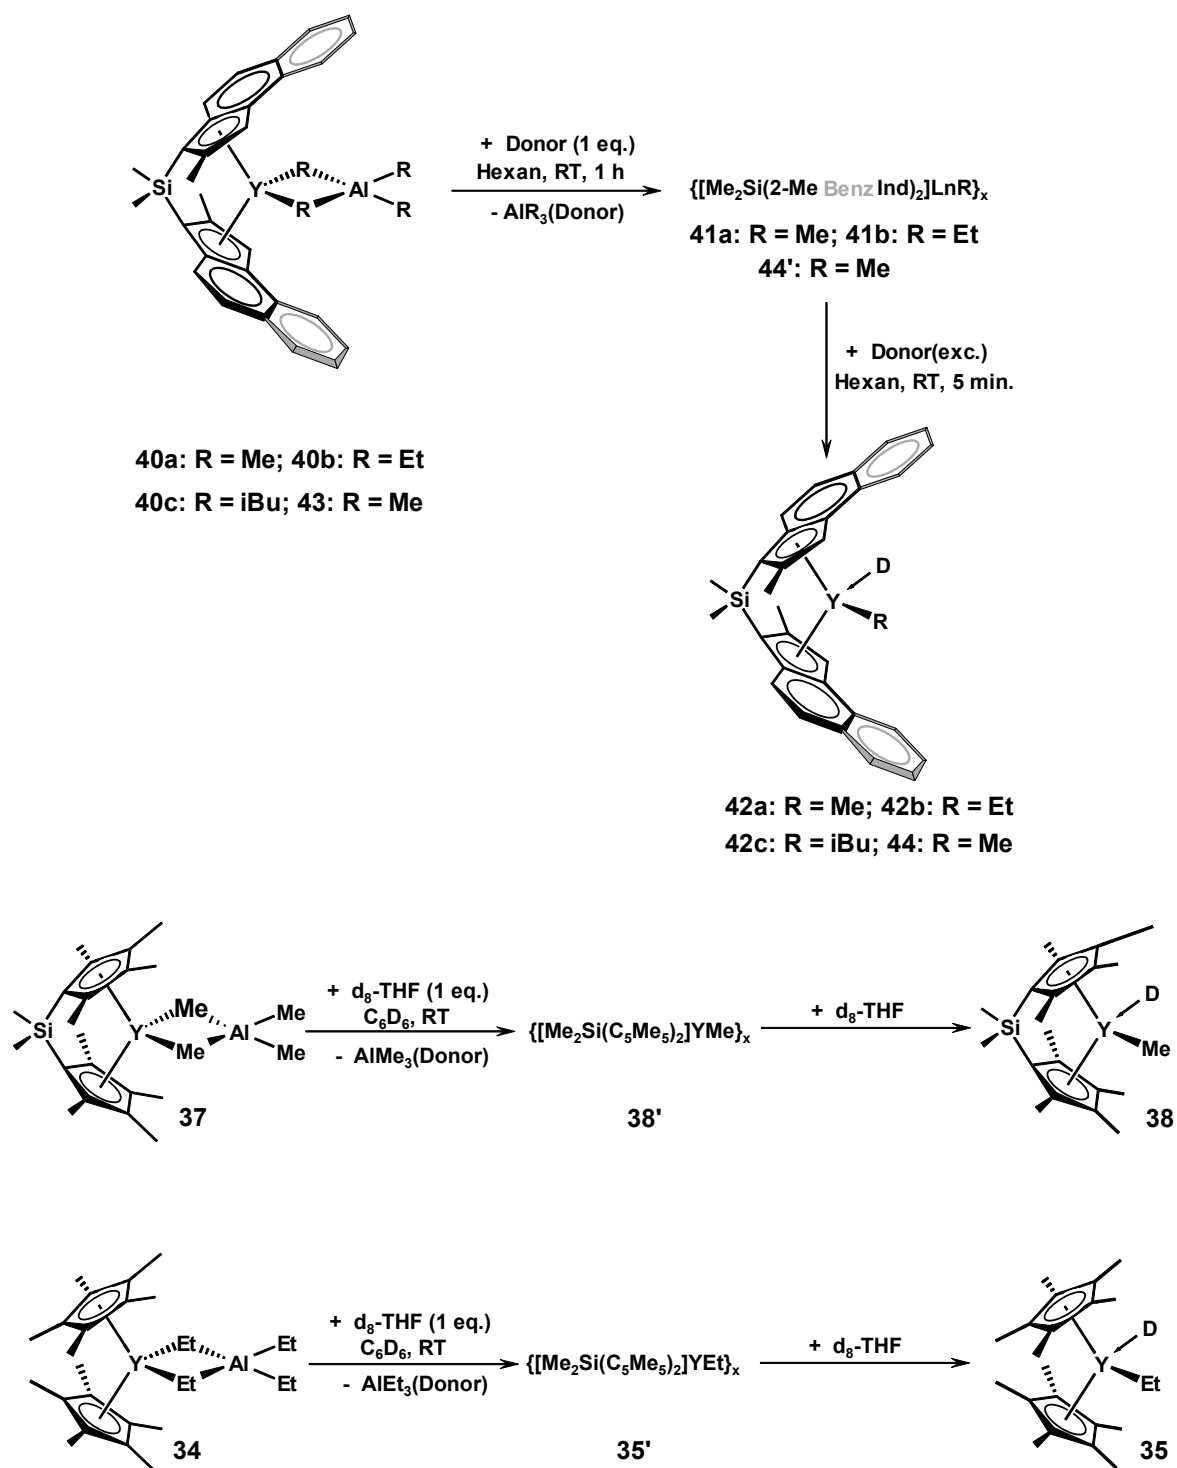 + Donor (1 eq.)
Hexan, RT, 1 h
- AlR₃(Donor)
Si
Y
R
R
Al
R
R
{[Me₂Si(2-Me Benz Ind)₂]LnR}ₓ
41a: R = Me; 41b: R = Et
44': R = Me
+ Donor(exc.)
Hexan, RT, 5 min.
40a: R = Me; 40b: R = Et
40c: R = iBu; 43: R = Me
Si
Y
D
R
42a: R = Me; 42b: R = Et
42c: R = iBu; 44: R = Me
Si
Y
Me
Me
Al
Me
Me
37
+ d₈-THF (1 eq.)
C₆D₆, RT
- AlMe₃(Donor)
{[Me₂Si(C₅Me₅)₂]YMe}ₓ
38'
+ d₈-THF
Si
Y
D
Me
38
Y
Et
Et
Al
Et
Et
34
+ d₈-THF (1 eq.)
C₆D₆, RT
- AlEt₃(Donor)
{[Me₂Si(C₅Me₅)₂]YEt}ₓ
35'
+ d₈-THF
Y
D
Et
35